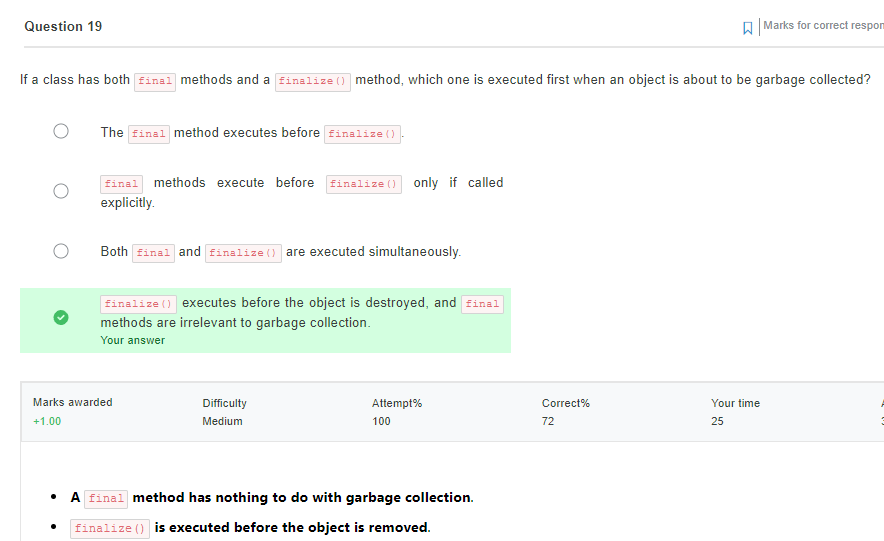 Question 19
Marks for correct respon
If a class has both final methods and a finalize() method, which one is executed first when an object is about to be garbage collected?
The final method executes before finalize().
final methods execute before finalize() only if called
explicitly.
Both final and finalize() are executed simultaneously.
finalize() executes before the object is destroyed, and final
methods are irrelevant to garbage collection.
Your answer
Marks awarded Difficulty Attempt% Correct% Your time
+1.00 Medium 100 72 25
• A final method has nothing to do with garbage collection.
• finalize() is executed before the object is removed.